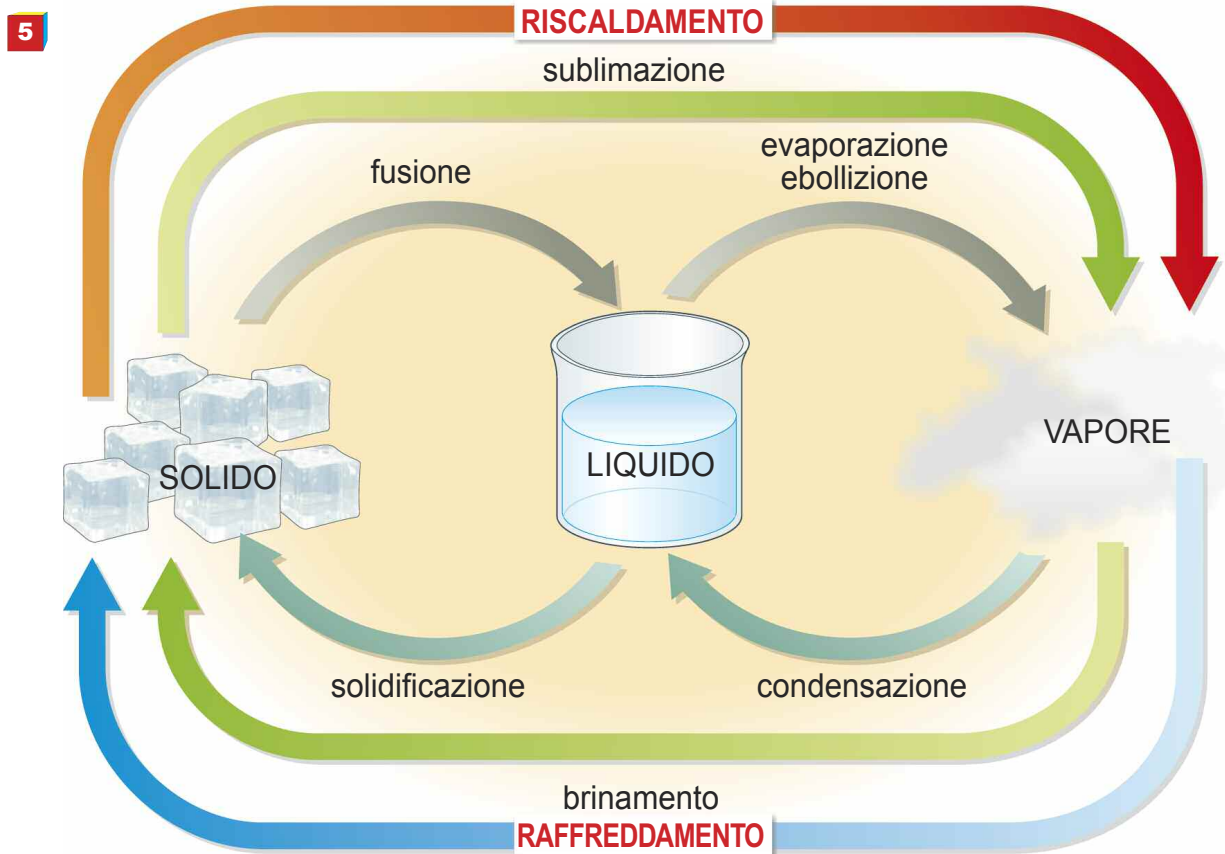 5
RISCALDAMENTO
sublimazione
fusione
evaporazione
ebollizione
SOLIDO
LIQUIDO
VAPORE
solidificazione
condensazione
brinamento
RAFFREDDAMENTO